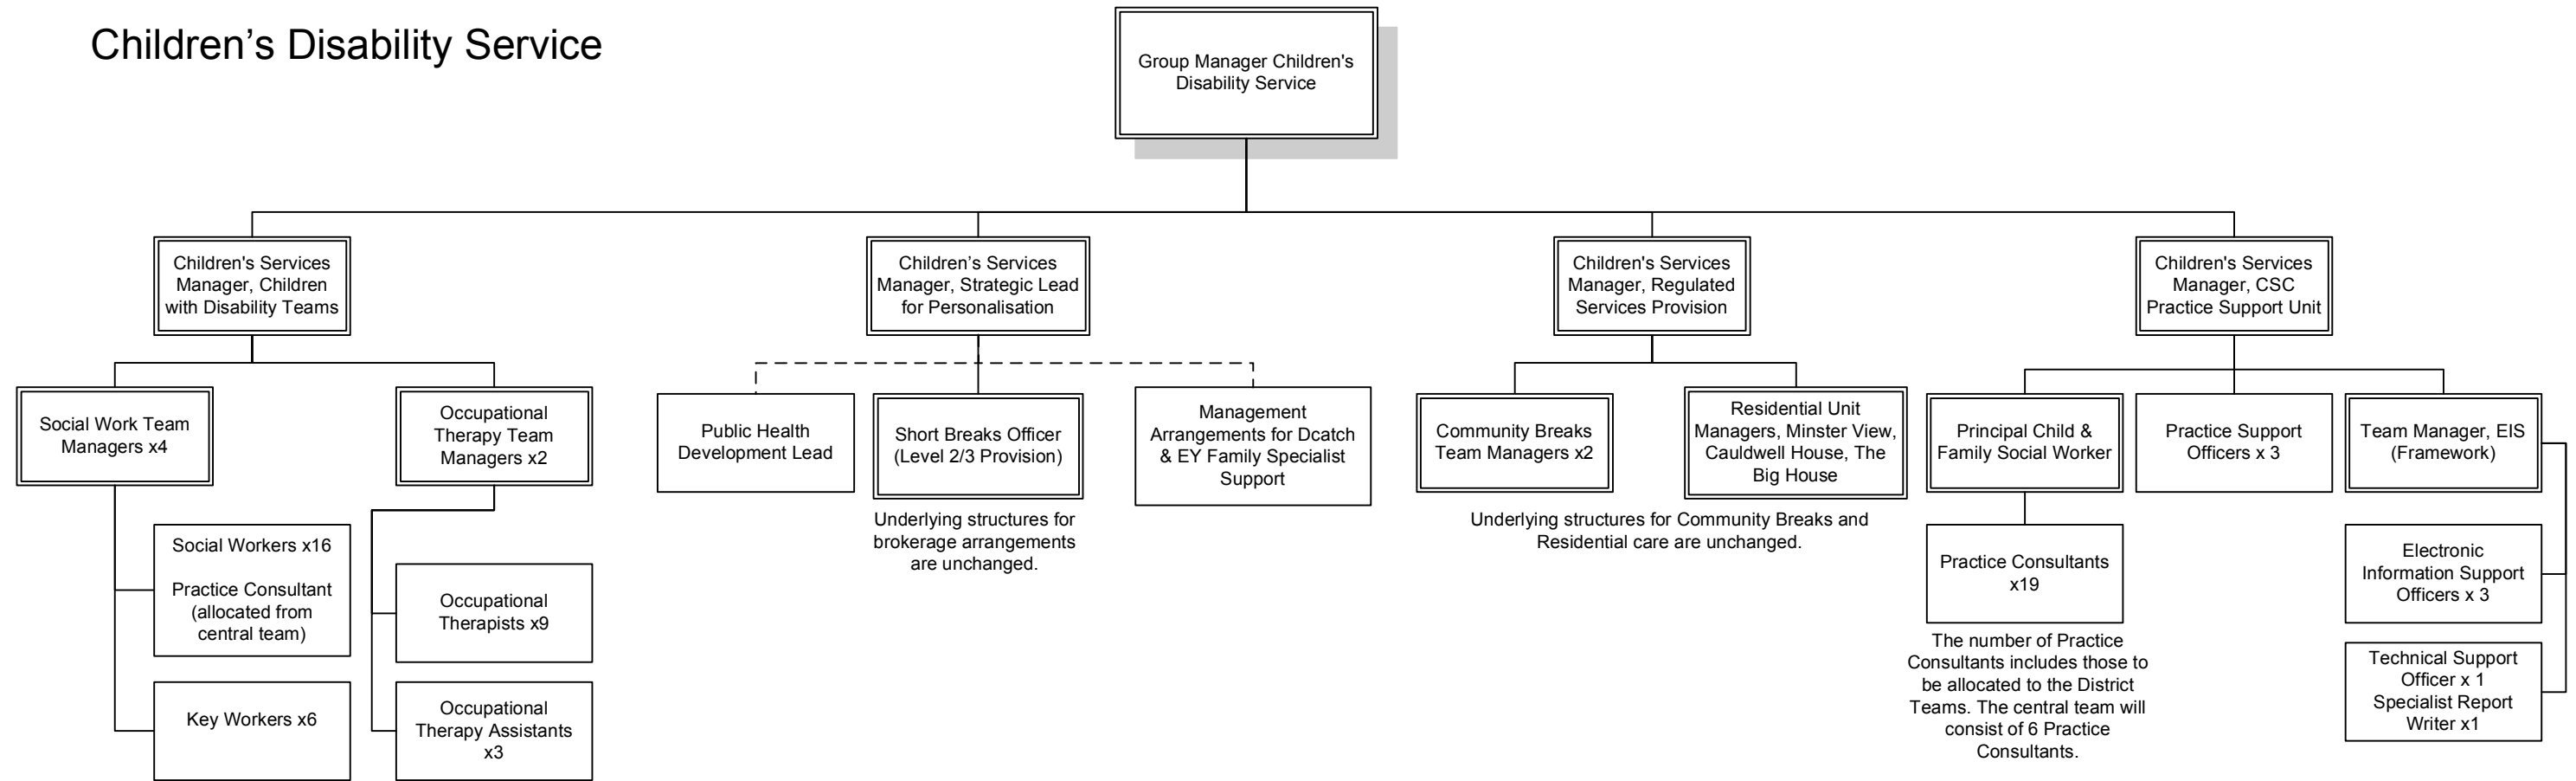 Children’s Disability Service
Group Manager Children's
Disability Service
Children's Services
Manager, Children
with Disability Teams
Children’s Services
Manager, Strategic Lead
for Personalisation
Children's Services
Manager, Regulated
Services Provision
Children's Services
Manager, CSC
Practice Support Unit
Social Work Team
Managers x4
Occupational
Therapy Team
Managers x2
Public Health
Development Lead
Short Breaks Officer
(Level 2/3 Provision)
Management
Arrangements for Dcatch
& EY Family Specialist
Support
Community Breaks
Team Managers x2
Residential Unit
Managers, Minster View,
Cauldwell House, The
Big House
Principal Child &
Family Social Worker
Practice Support
Officers x 3
Team Manager, EIS
(Framework)
Underlying structures for
brokerage arrangements
are unchanged.
Underlying structures for Community Breaks and
Residential care are unchanged.
Social Workers x16
Practice Consultant
(allocated from
central team)
Key Workers x6
Occupational
Therapists x9
Occupational
Therapy Assistants
x3
Practice Consultants
x19
The number of Practice
Consultants includes those to
be allocated to the District
Teams. The central team will
consist of 6 Practice
Consultants.
Electronic
Information Support
Officers x 3
Technical Support
Officer x 1
Specialist Report
Writer x1